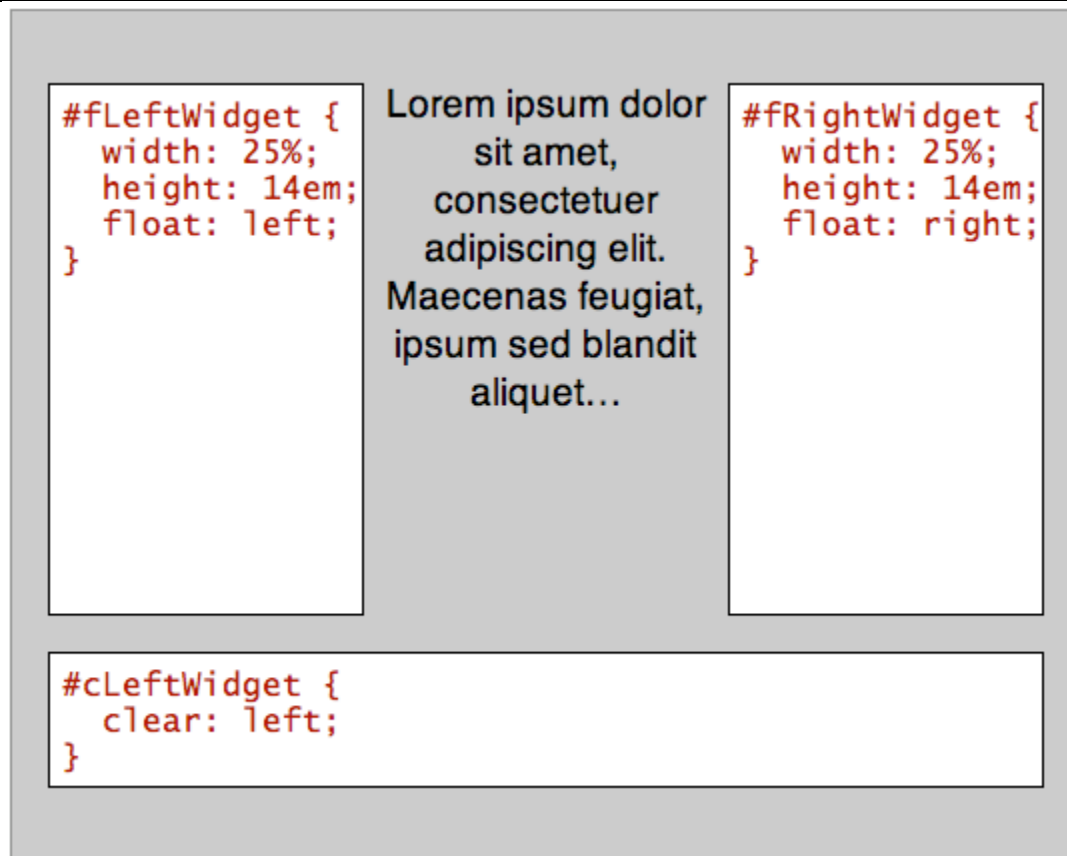 #fLeftWidget {
  width: 25%;
  height: 14em;
  float: left;
}
Lorem ipsum dolor
sit amet,
consectetuer
adipiscing elit.
Maecenas feugiat,
ipsum sed blandit
aliquet…
#fRightWidget {
  width: 25%;
  height: 14em;
  float: right;
}
#cLeftWidget {
  clear: left;
}